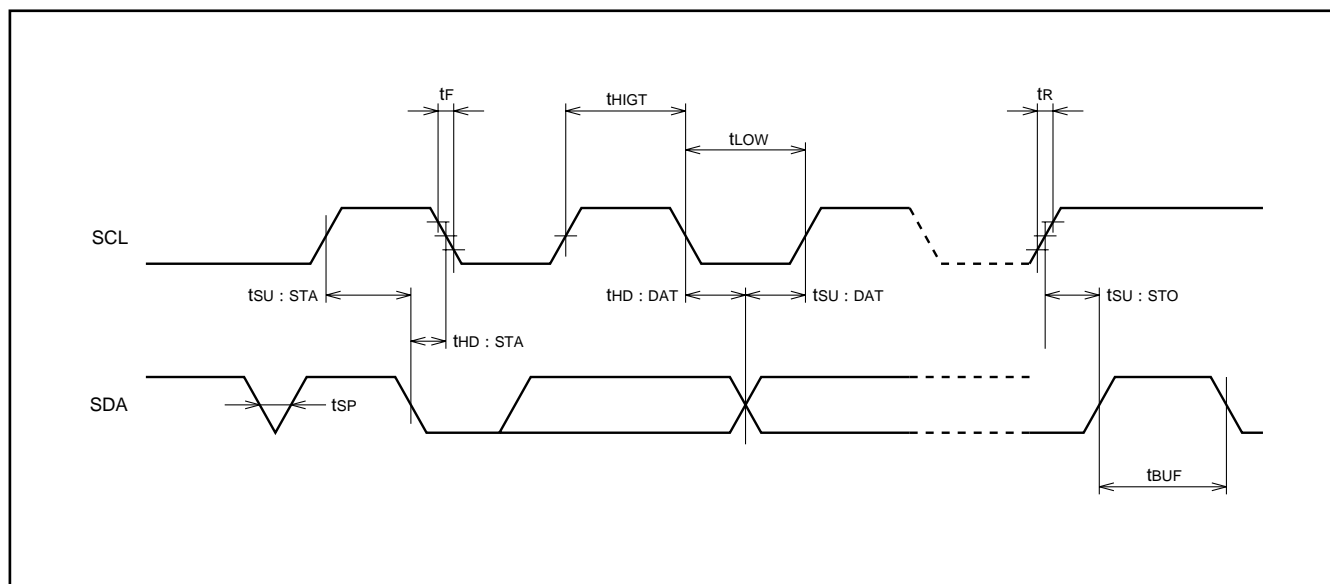 tF
tHIGT
tR
tLOW
SCL
tSU : STA
tHD : DAT
tSU : DAT
tSU : STO
tHD : STA
SDA
tSP
tBUF